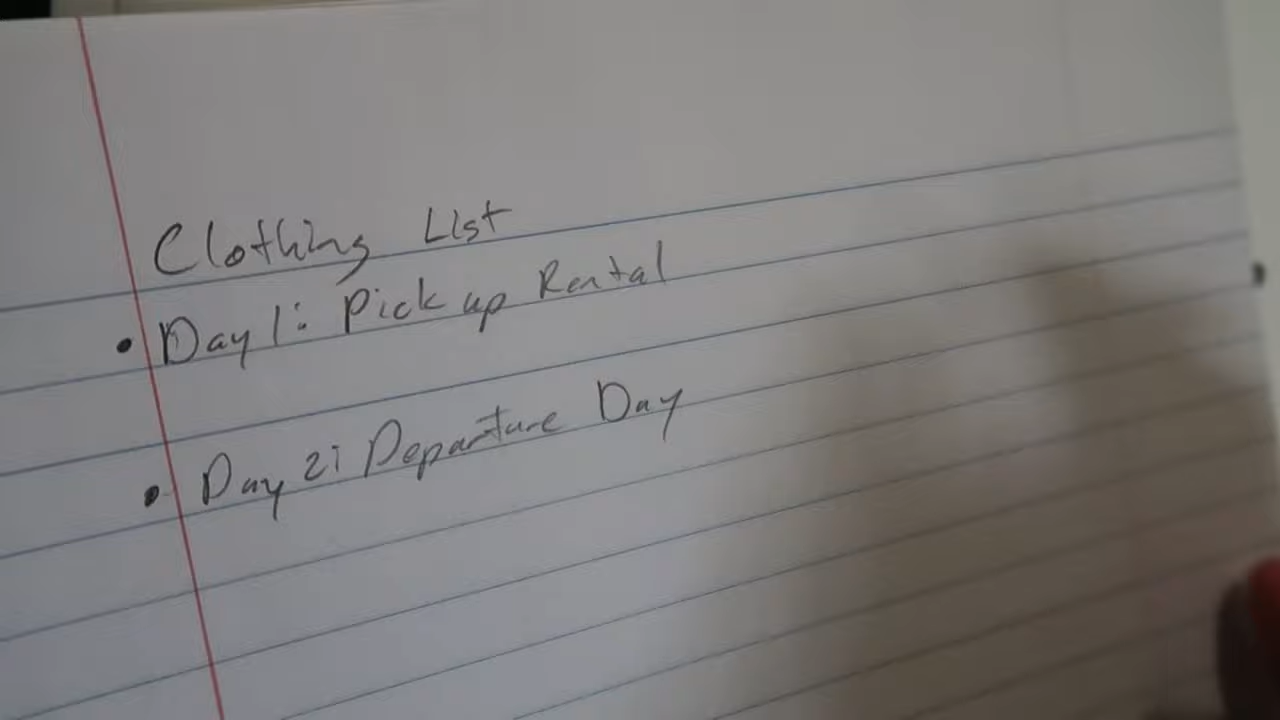 Clothing List
• Day 1: Pick up Rental
• Day 2: Departure Day